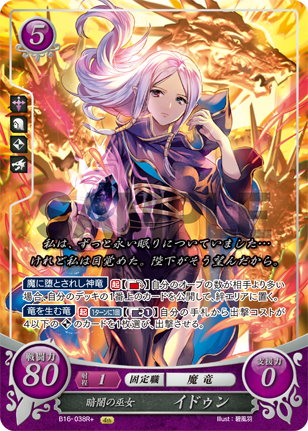 5
SAMPLE
私は、ずっと永い眠りについていました…
けれど私は目覚めた。陛下がそう望んだから。
魔に堕とされし神竜 起 自分のオーブの数が相手より多い
場合、自分のデッキの1番上のカードを公開して、絆エリアに置く。
竜を生む竜 起 1ターンに1回 自分の手札から出撃コストが
4以下の のカードを1枚選び、出撃させる。
戦闘力
80
射程 1 固定職 魔竜
支援力
0
暗闇の巫女 イドゥン
B16-038R+ Illust:碧風羽